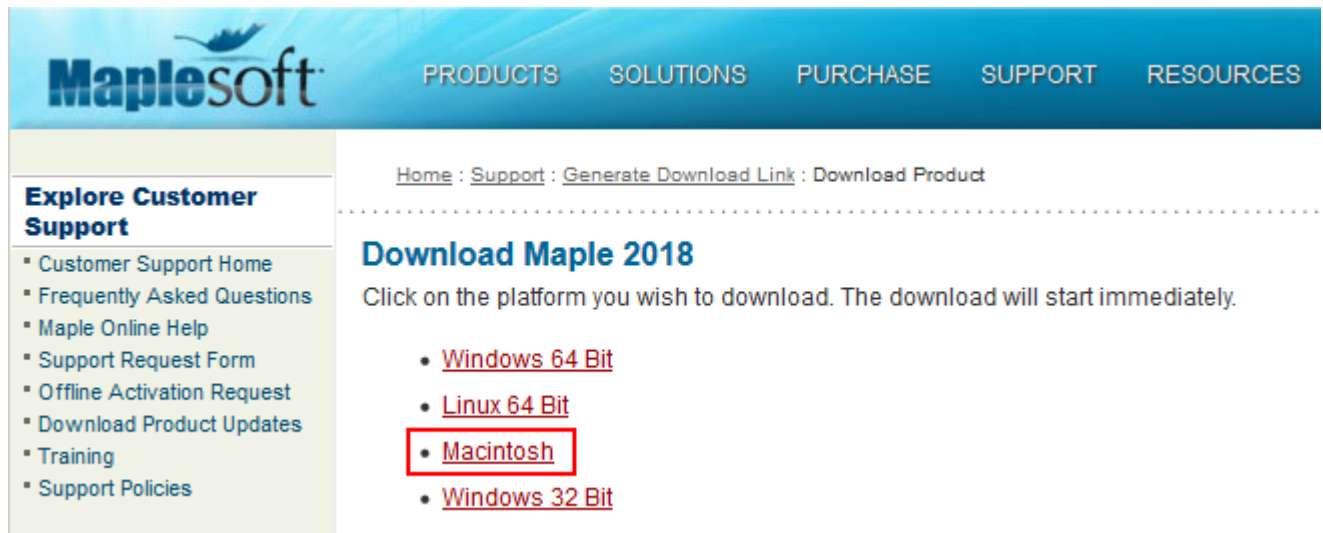 Maplesoft
PRODUCTS SOLUTIONS PURCHASE SUPPORT RESOURCES
Explore Customer
Support
Customer Support Home
Frequently Asked Questions
Maple Online Help
Support Request Form
Offline Activation Request
Download Product Updates
Training
Support Policies
Home : Support : Generate Download Link : Download Product
Download Maple 2018
Click on the platform you wish to download. The download will start immediately.
Windows 64 Bit
Linux 64 Bit
Macintosh
Windows 32 Bit